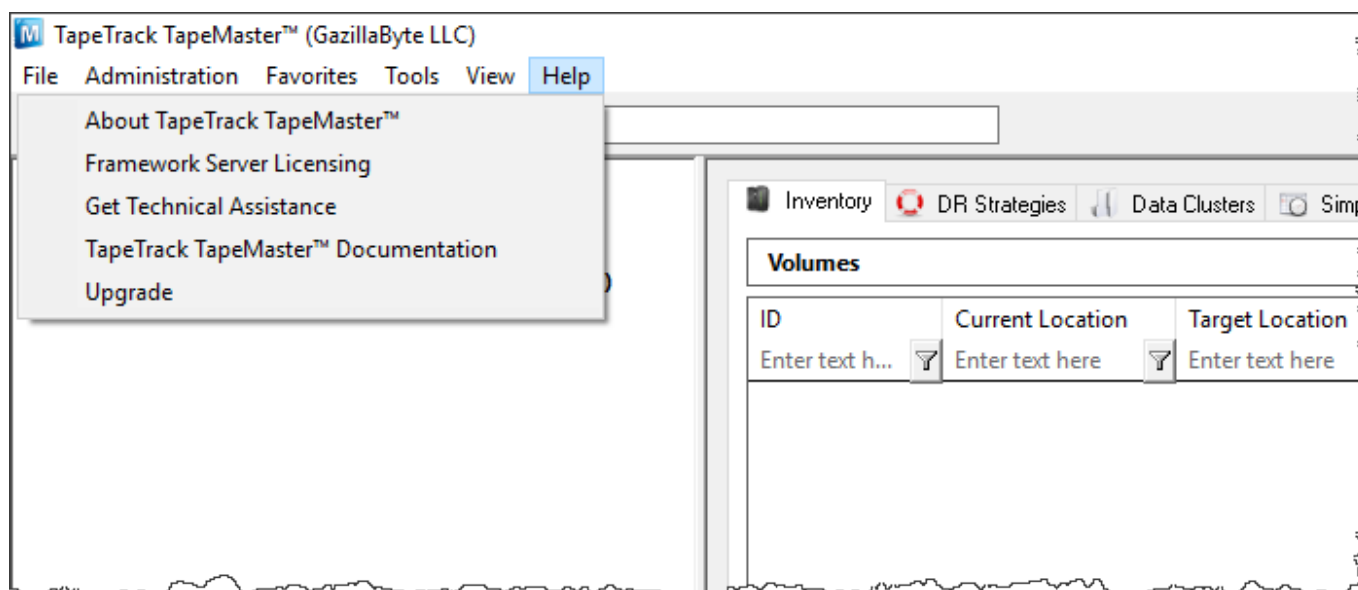 TapeTrack TapeMaster™ (GazillaByte LLC)
File Administration Favorites Tools View Help
About TapeTrack TapeMaster™
Framework Server Licensing
Get Technical Assistance
TapeTrack TapeMaster™ Documentation
Upgrade
Inventory DR Strategies Data Clusters
Volumes
ID Current Location Target Location
Enter text h... Enter text here Enter text here